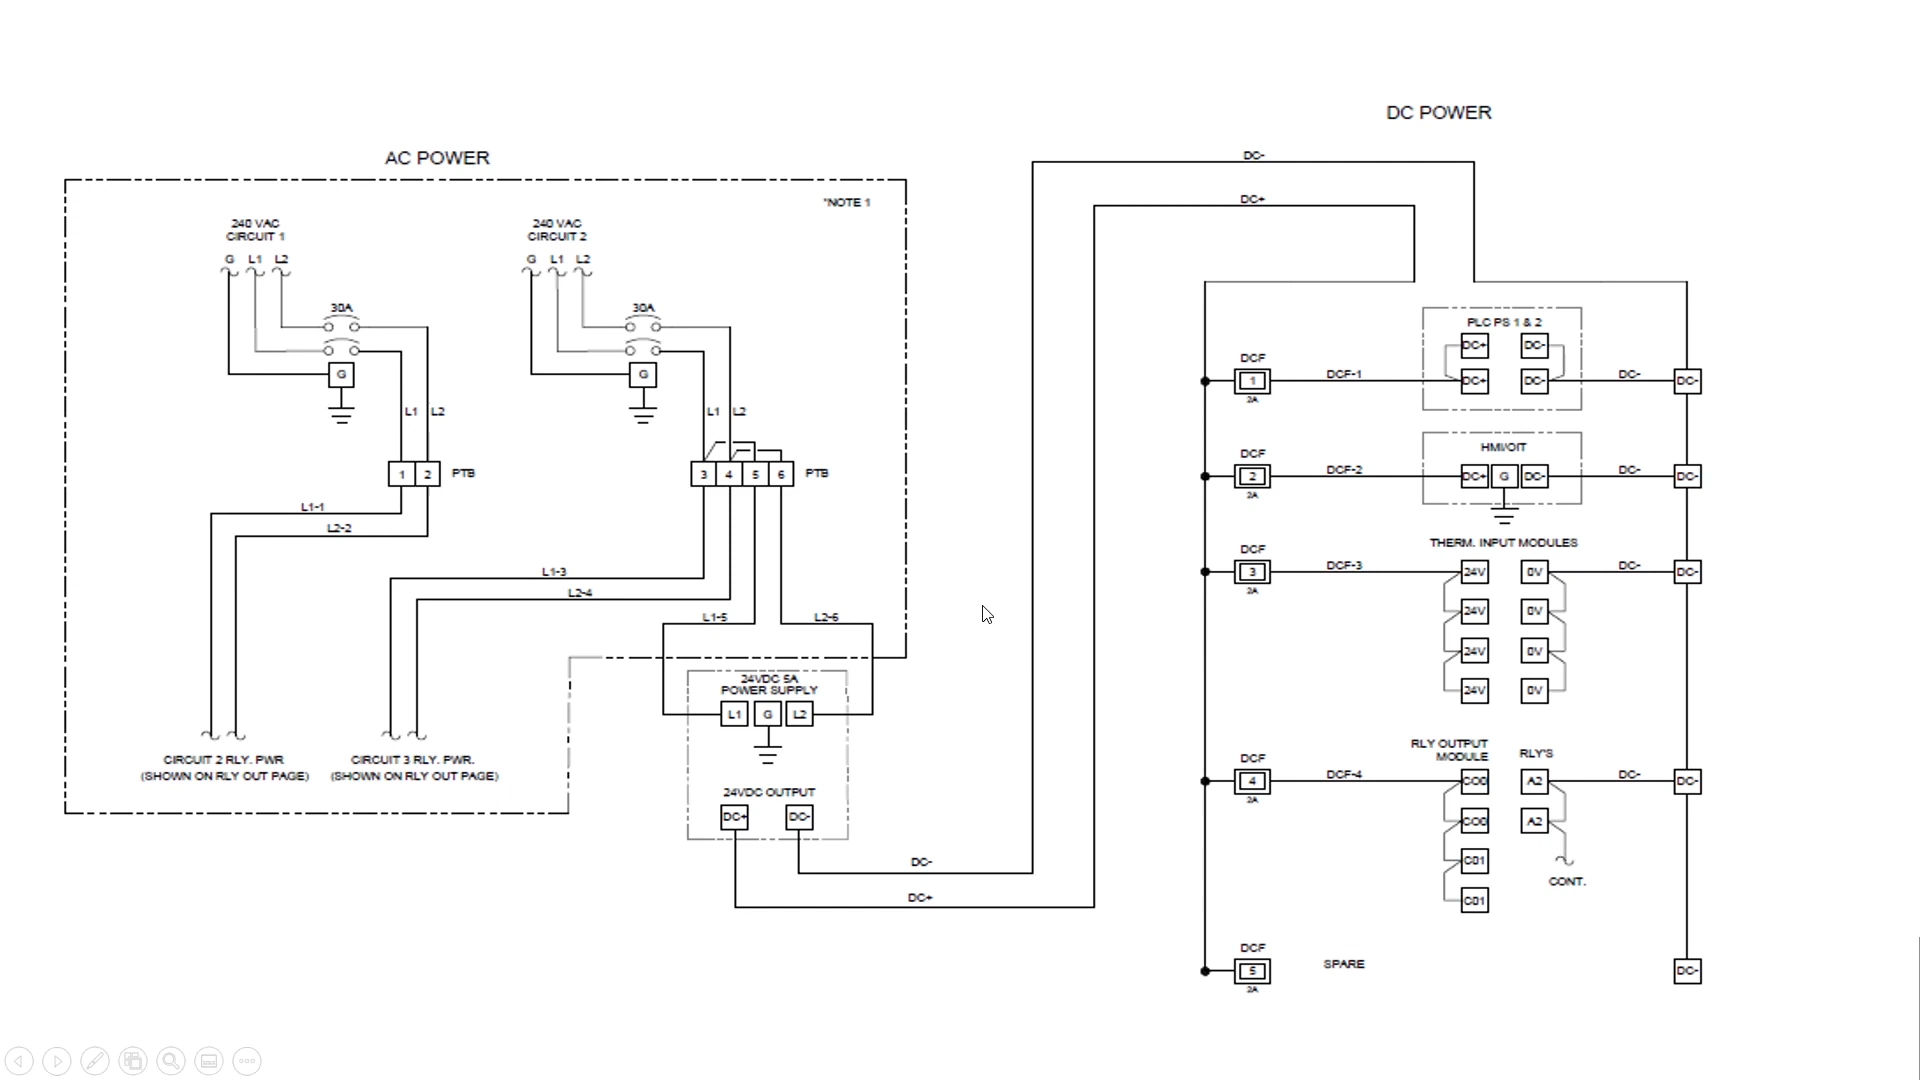 DC POWER
AC POWER
DC-
DC+
*NOTE 1
240 VAC
CIRCUIT 1
G L1 L2
30A
G
L1 L2
1 2 PTB
L1-1
L2-2
240 VAC
CIRCUIT 2
G L1 L2
30A
G
L1 L2
3 4 5 6 PTB
L1-3
L2-4
L1-5
L2-6
CIRCUIT 2 RLY. PWR
(SHOWN ON RLY OUT PAGE)
CIRCUIT 3 RLY. PWR.
(SHOWN ON RLY OUT PAGE)
24VDC 5A
POWER SUPPLY
L1 G L2
24VDC OUTPUT
DC+ DC-
DC-
DC+
PLC PS 1 & 2
DC+ DC-
DCF
1
2A
DCF-1
DC+ DC-
DC-
DC-
HMI/OIT
DCF
2
2A
DCF-2
DC+ G DC-
DC-
DC-
THERM. INPUT MODULES
DCF
3
2A
DCF-3
24V 0V
DC-
DC-
24V 0V
24V 0V
24V 0V
RLY OUTPUT
MODULE
RLY'S
DCF
4
2A
DCF-4
CO0 A2
DC-
DC-
CO0 A2
C01
C01
CONT.
DCF
5
2A
SPARE
DC-